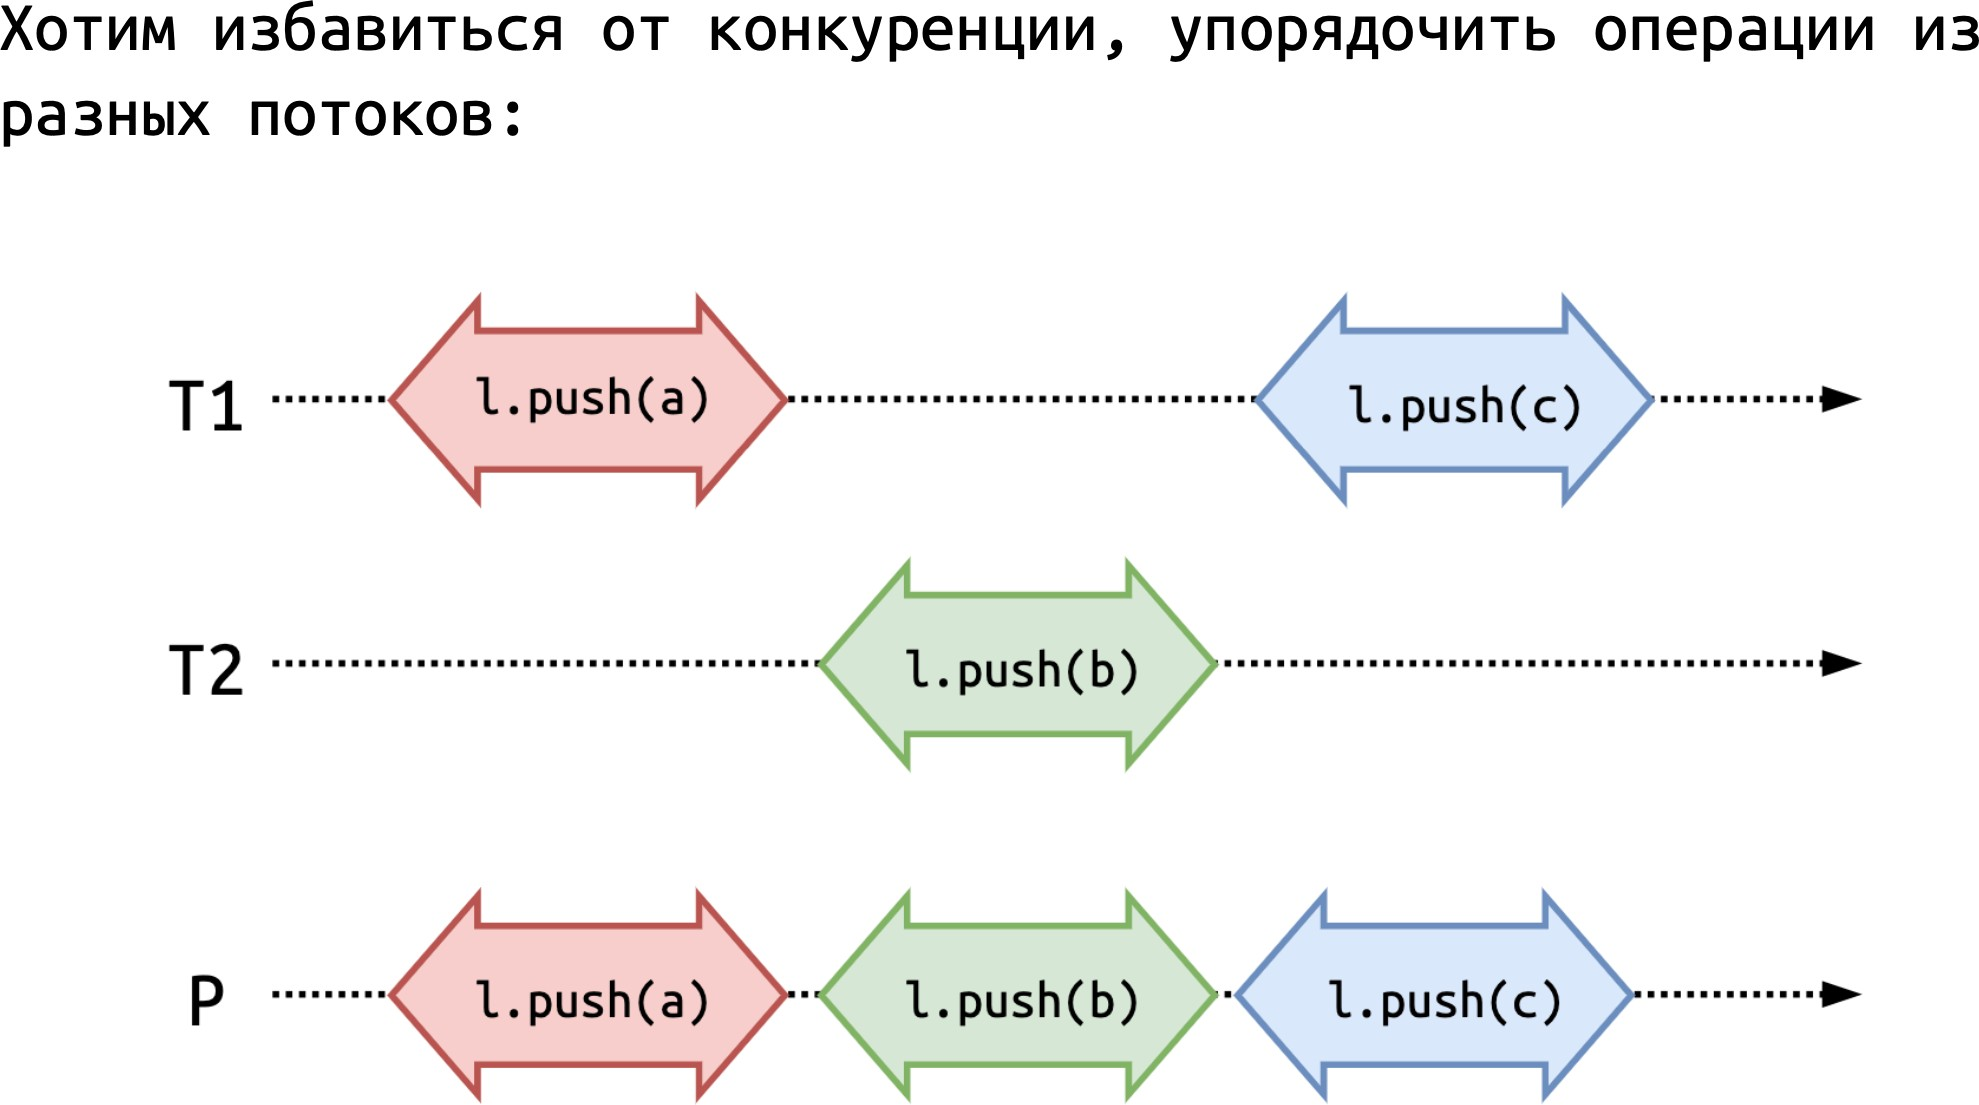 Хотим избавиться от конкуренции, упорядочить операции из
разных потоков:
T1
l.push(a)
l.push(c)
T2
l.push(b)
P
l.push(a)
l.push(b)
l.push(c)